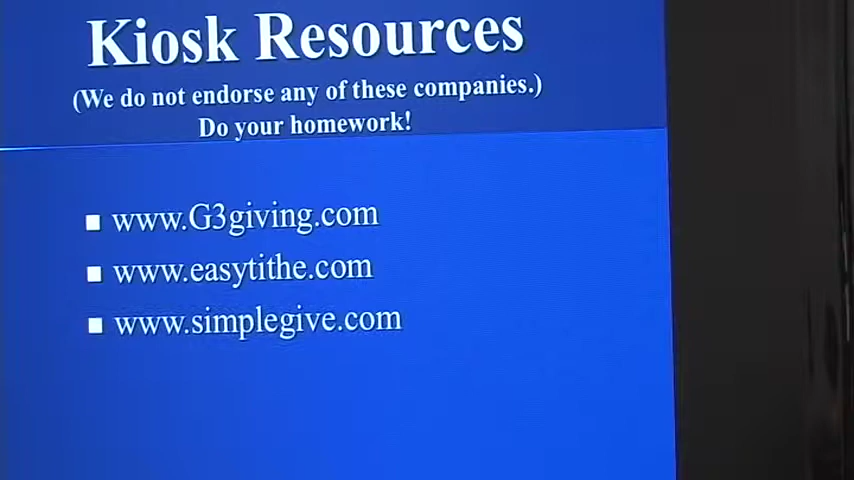 Kiosk Resources
(We do not endorse any of these companies.)
Do your homework!
www.G3giving.com
www.easytithe.com
www.simplegive.com